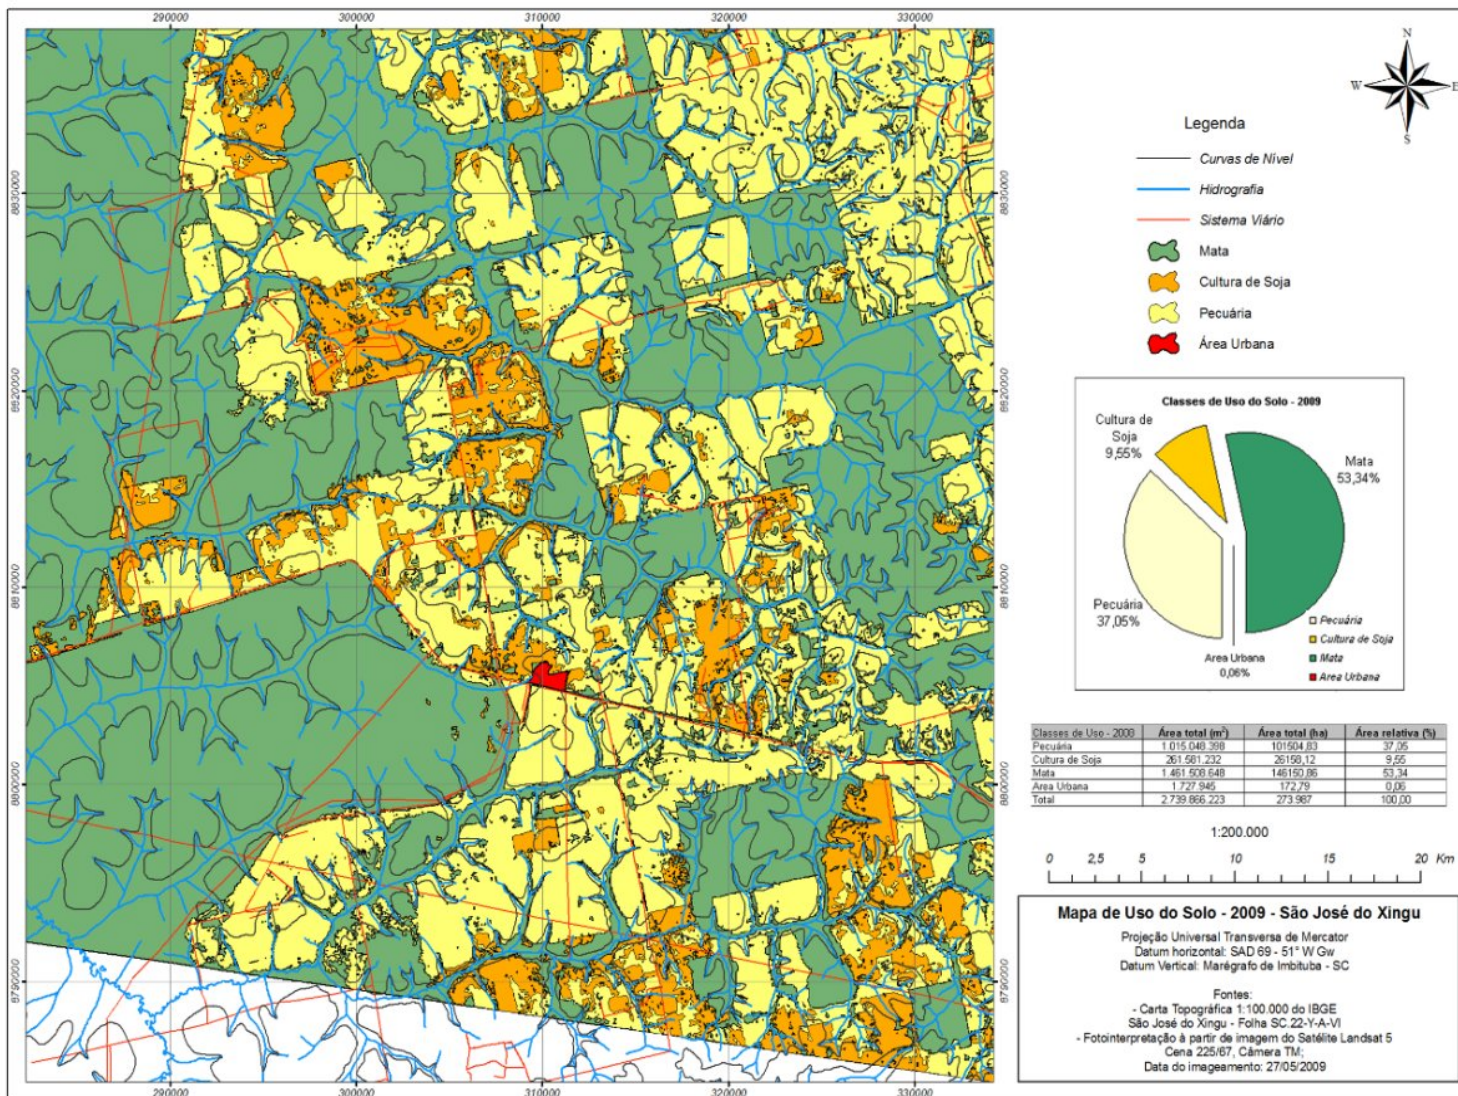 290000 300000 310000 320000 330000
N
W E
S
Legenda
Curvas de Nível
Hidrografia
Sistema Viário
Mata
Cultura de Soja
Pecuária
Área Urbana
8830000 8830000
8820000 8820000
8810000 8810000
8800000 8800000
8790000 8790000
290000 300000 310000 320000 330000
Classes de Uso do Solo - 2009
Cultura de
Soja
9,55%
Mata
53,34%
Pecuária
37,05%
Area Urbana
0,06%
Pecuária
Cultura de Soja
Mata
Area Urbana
Classes de Uso - 2008 Área total (m²) Área total (ha) Área relativa (%)
Pecuária 1.015.048.398 101504,83 37,05
Cultura de Soja 261.581.232 26158,12 9,55
Mata 1.461.508.648 146150,86 53,34
Area Urbana 1.727.945 172,79 0,06
Total 2.739.866.223 273.987 100,00
1:200.000
0 2,5 5 10 15 20 Km
Mapa de Uso do Solo - 2009 - São José do Xingu
Projeção Universal Transversa de Mercator
Datum horizontal: SAD 69 - 51° W Gw
Datum Vertical: Marégrafo de Imbituba - SC
Fontes:
- Carta Topográfica 1:100.000 do IBGE
São José do Xingu - Folha SC.22-Y-A-VI
- Fotointerpretação à partir de imagem do Satélite Landsat 5
Cena 225/67, Câmera TM;
Data do imageamento: 27/05/2009